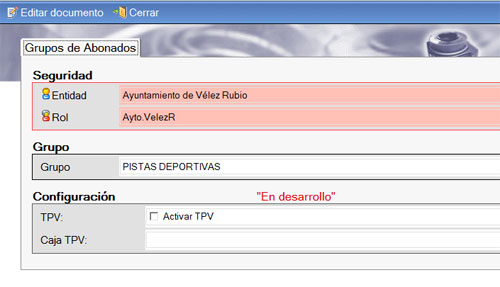 Editar documento Cerrar
Grupos de Abonados
Seguridad
Entidad Ayuntamiento de Vélez Rubio
Rol Ayto.VelezR
Grupo
Grupo PISTAS DEPORTIVAS
Configuración "En desarrollo"
TPV: Activar TPV
Caja TPV: